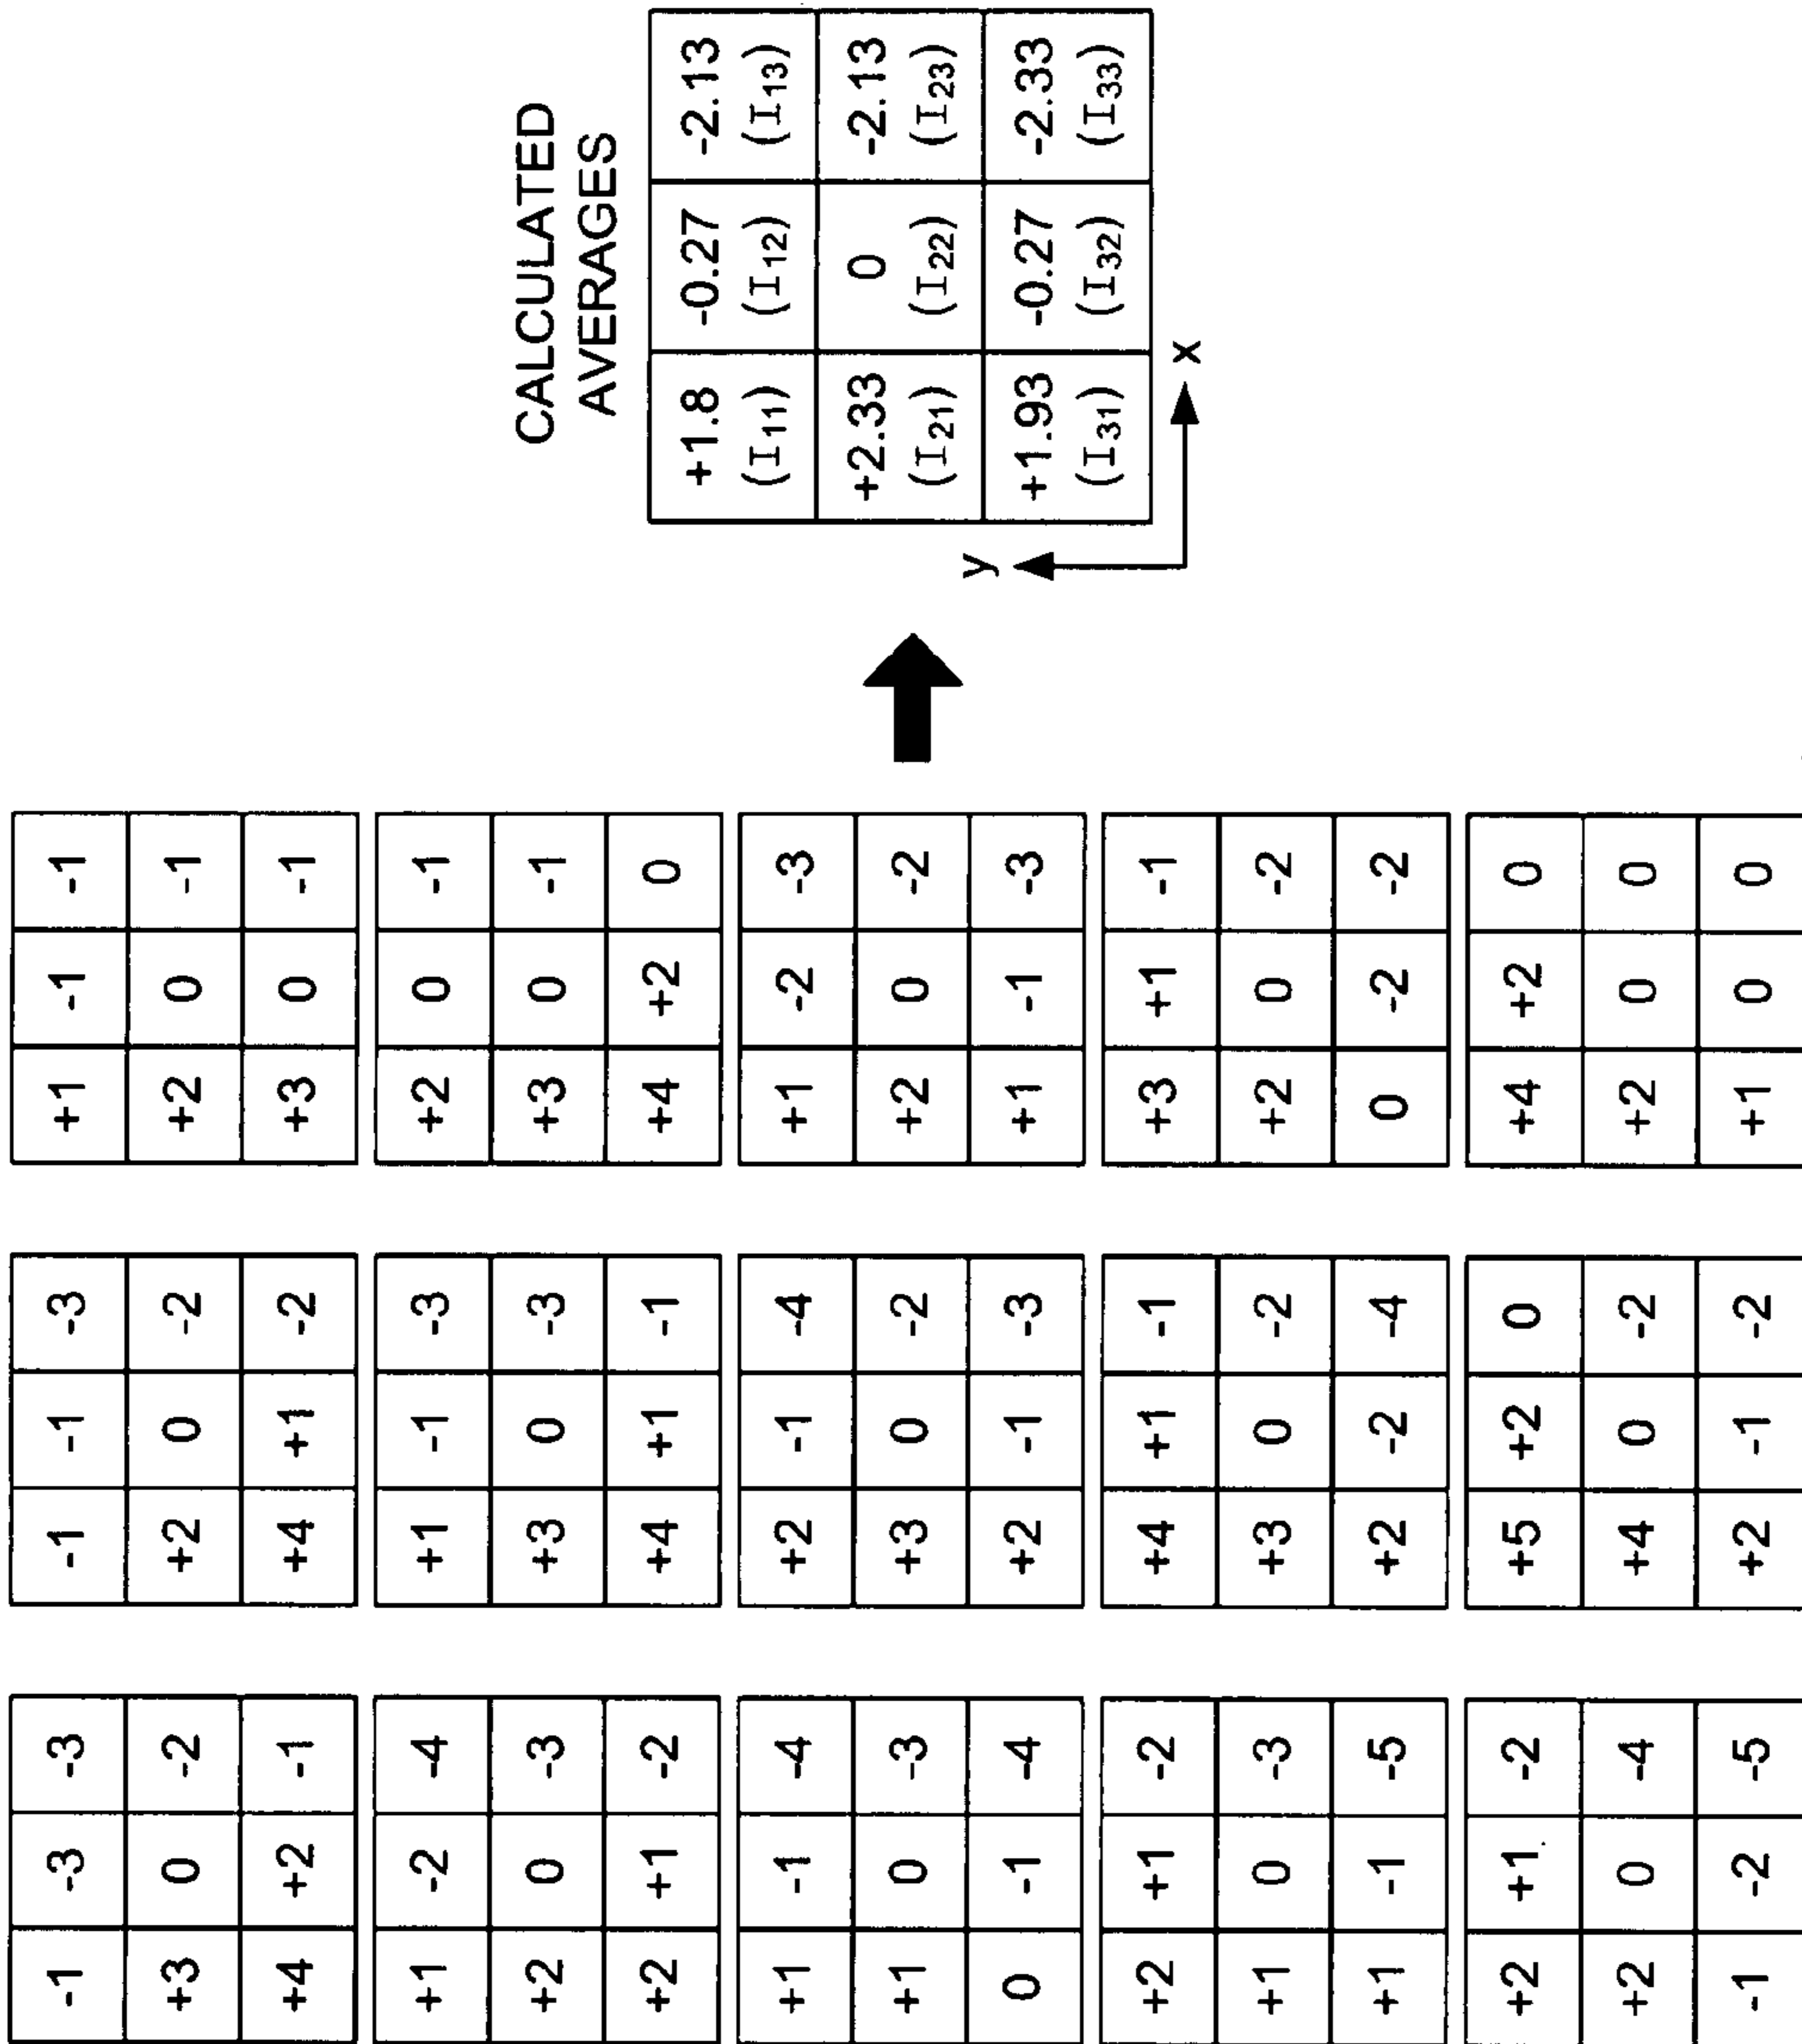 -1 -3 -3 -1 -1 -3 +1 -1 -1
+3 0 -2 +2 0 -2 +2 0 -1
+4 +2 -1 +4 +1 -2 +3 0 -1
+1 -2 -4 +1 -1 -3 +2 0 -1
+2 0 -3 +3 0 -3 +3 0 -1
+2 +1 -2 +4 +1 -1 +4 +2 0
+1 -1 -4 +2 -1 -4 +1 -2 -3
+1 0 -3 +3 0 -2 +2 0 -2
0 -1 -4 +2 -1 -3 +1 -1 -3
+2 +1 -2 +4 +1 -1 +3 +1 -1
+1 0 -3 +3 0 -2 +2 0 -2
+1 -1 -5 +2 -2 -4 0 -2 -2
+2 +1 -2 +5 +2 0 +4 +2 0
+2 0 -4 +4 0 -2 +2 0 0
-1 -2 -5 +2 -1 -2 +1 0 0
CALCULATED
AVERAGES
+1.8 -0.27 -2.13
(I11) (I12) (I13)
+2.33 0 -2.13
(I21) (I22) (I23)
+1.93 -0.27 -2.33
(I31) (I32) (I33)
y
x